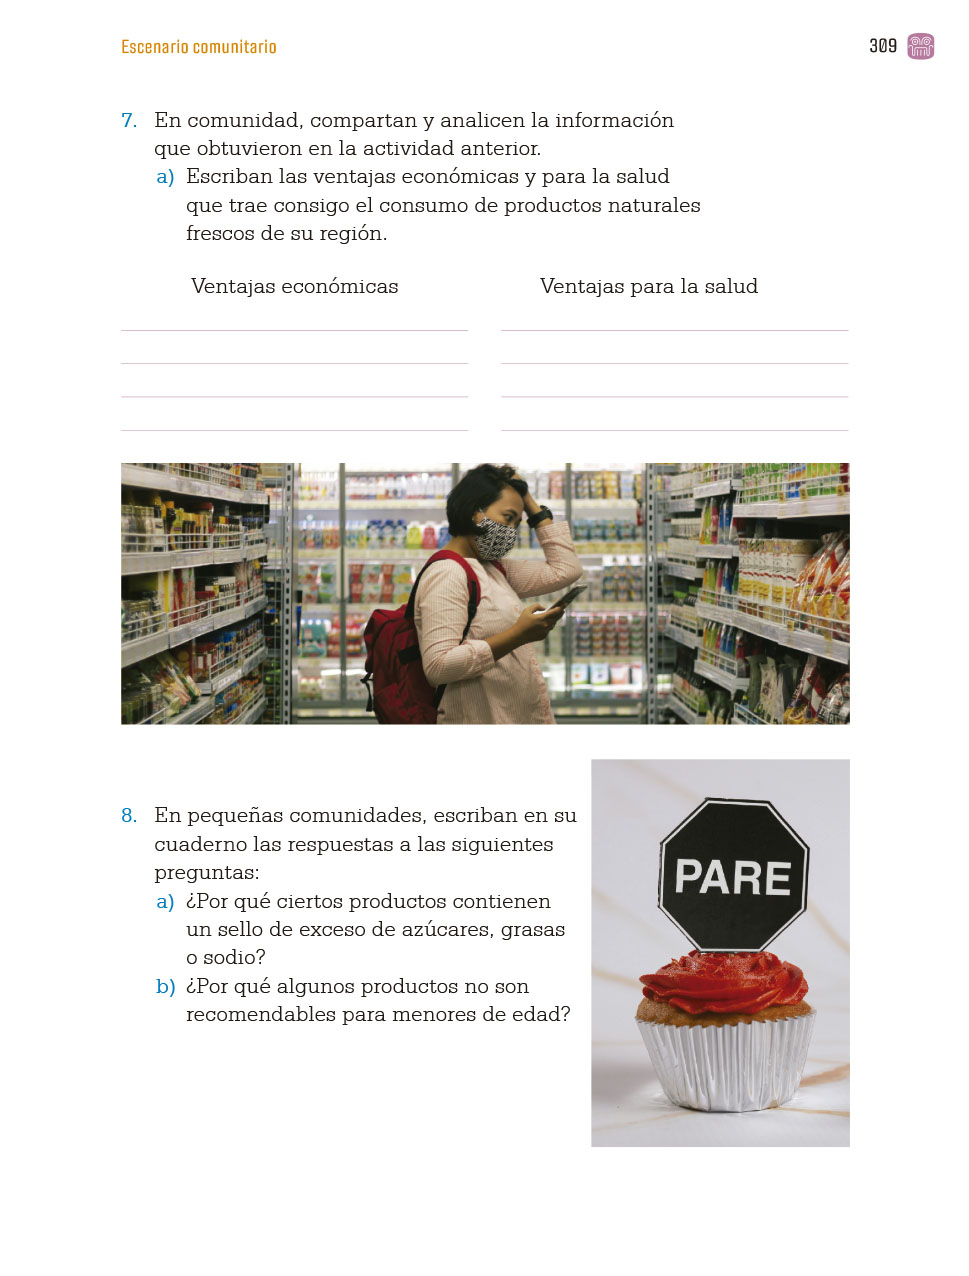 Escenario comunitario
309
7. En comunidad, compartan y analicen la información
que obtuvieron en la actividad anterior.
a) Escriban las ventajas económicas y para la salud
que trae consigo el consumo de productos naturales
frescos de su región.
Ventajas económicas
Ventajas para la salud
8. En pequeñas comunidades, escriban en su
cuaderno las respuestas a las siguientes
preguntas:
a) ¿Por qué ciertos productos contienen
un sello de exceso de azúcares, grasas
o sodio?
b) ¿Por qué algunos productos no son
recomendables para menores de edad?
PARE